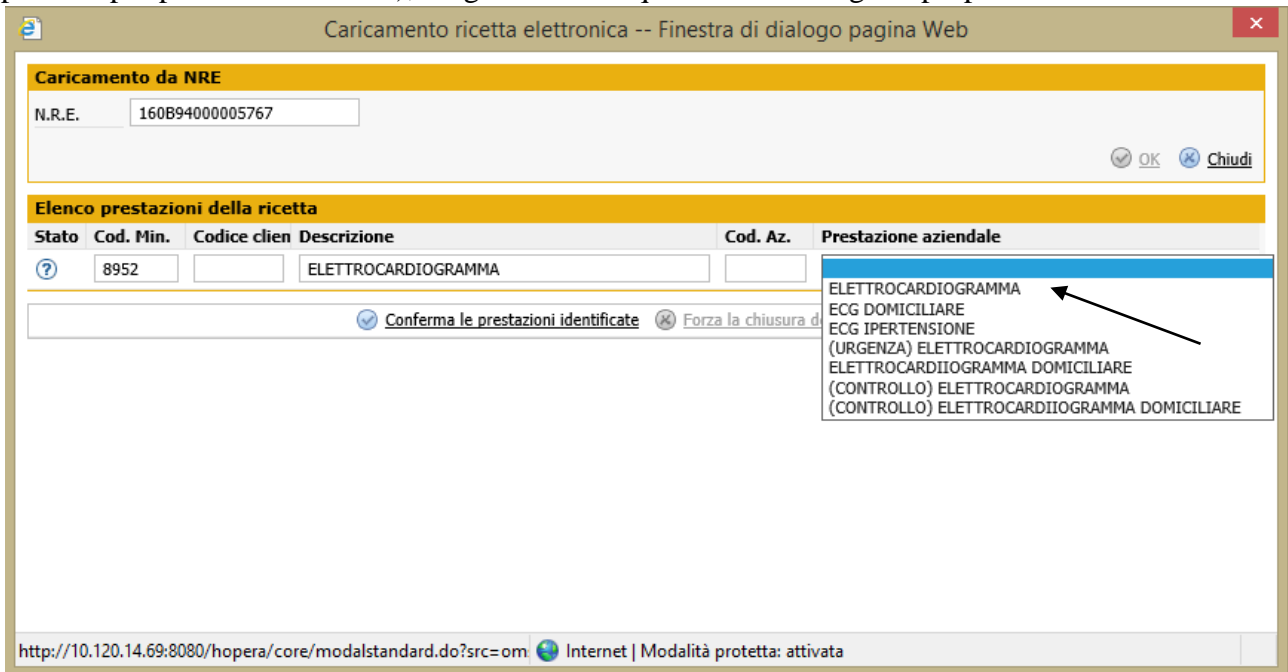 Caricamento ricetta elettronica -- Finestra di dialogo pagina Web
Caricamento da NRE
N.R.E. 160B94000005767
OK Chiudi
Elenco prestazioni della ricetta
Stato Cod. Min. Codice clien Descrizione Cod. Az. Prestazione aziendale
8952 ELETTROCARDIOGRAMMA
ELETTROCARDIOGRAMMA
ECG DOMICILIARE
ECG IPERTENSIONE
(URGENZA) ELETTROCARDIOGRAMMA
ELETTROCARDIIOGRAMMA DOMICILIARE
(CONTROLLO) ELETTROCARDIOGRAMMA
(CONTROLLO) ELETTROCARDIIOGRAMMA DOMICILIARE
Conferma le prestazioni identificate Forza la chiusura d
http://10.120.14.69:8080/hopera/core/modalstandard.do?src=om Internet | Modalità protetta: attivata